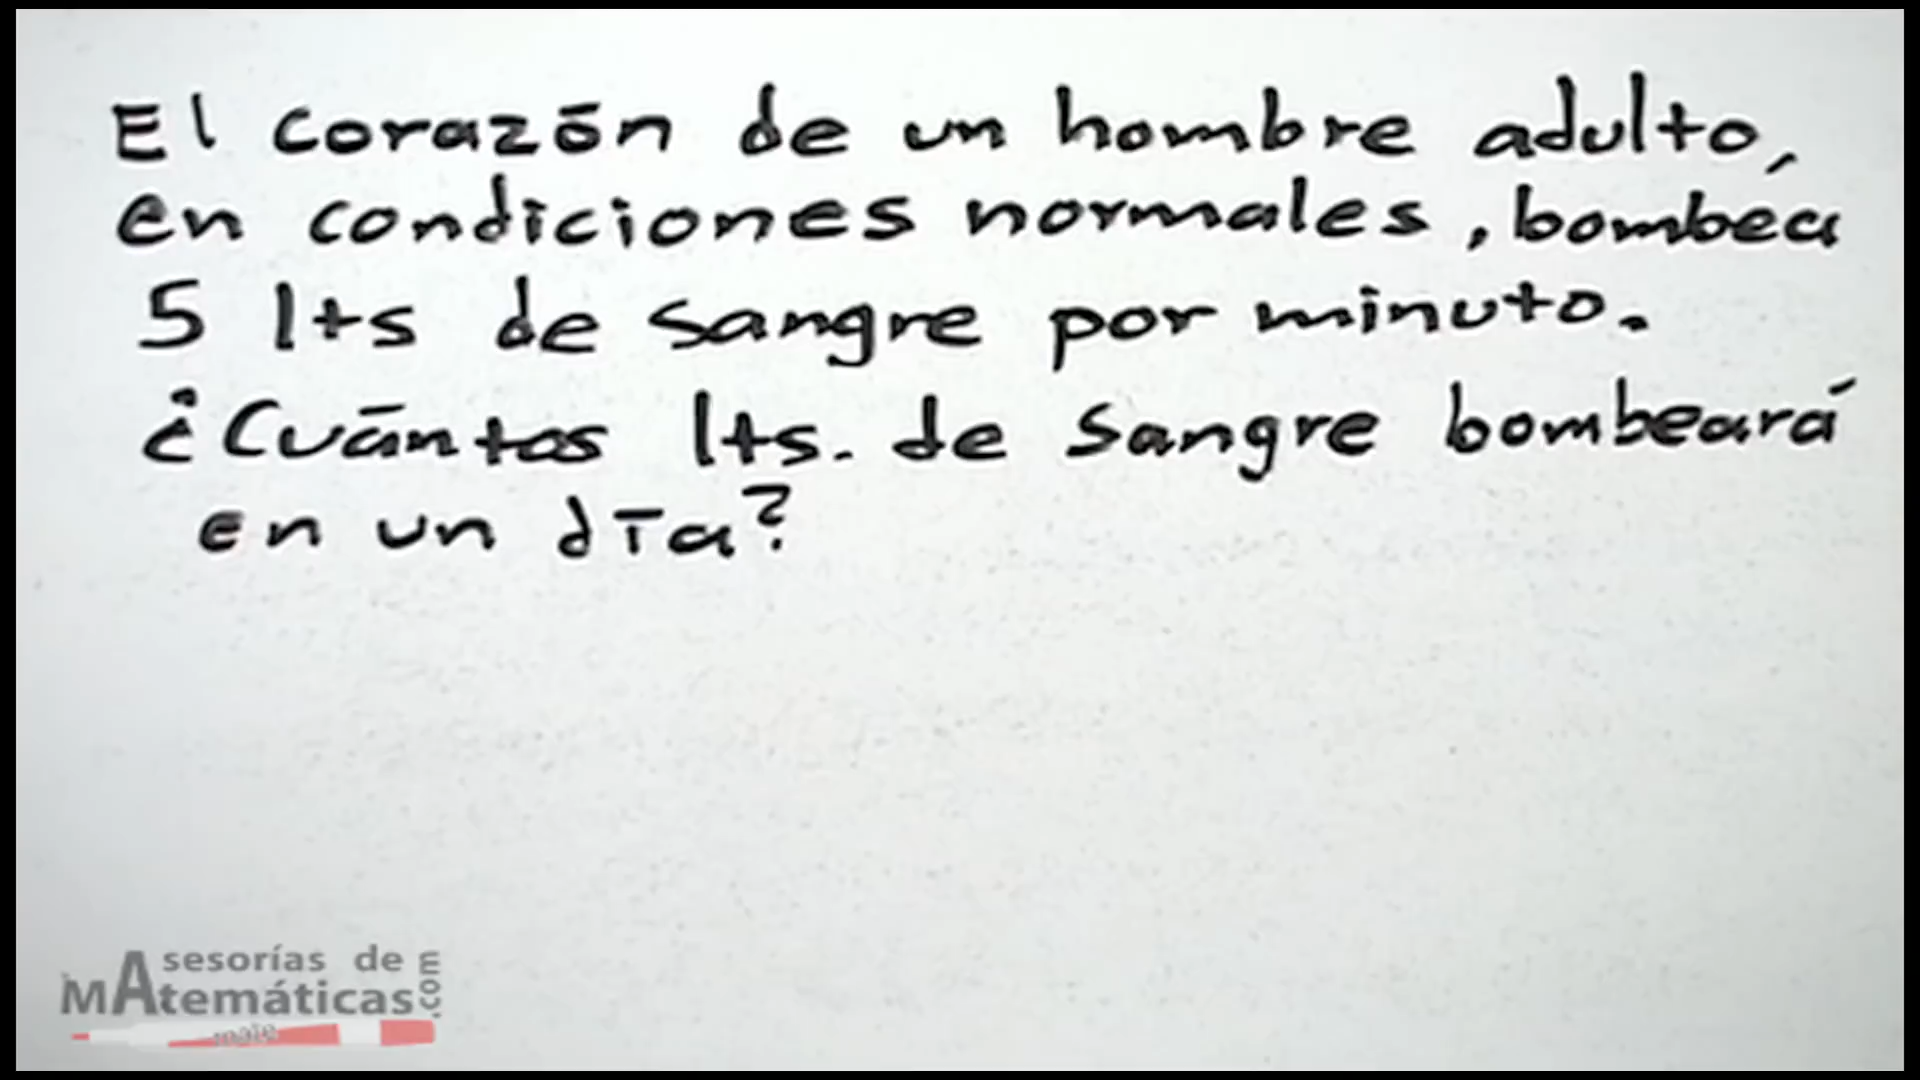 El corazón de un hombre adulto,
en condiciones normales, bombea
5 lts de sangre por minuto.
¿Cuántos lts. de sangre bombeará
en un día?
Asesorías de
Matemáticas.com